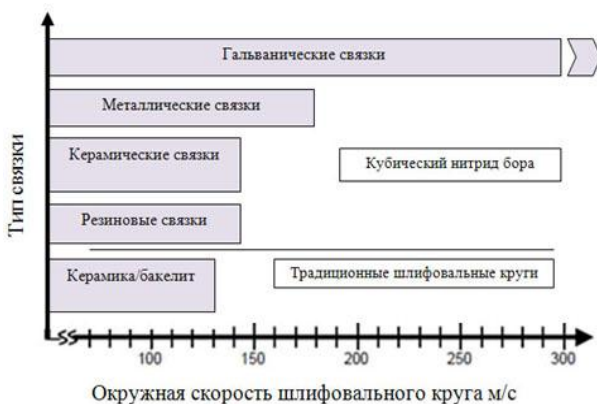 Гальванические связки
Металлические связки
Керамические связки
Кубический нитрид бора
Резиновые связки
Керамика/бакелит
Традиционные шлифовальные круги
Тип связки
100 150 200 250 300
Окружная скорость шлифовального круга м/с